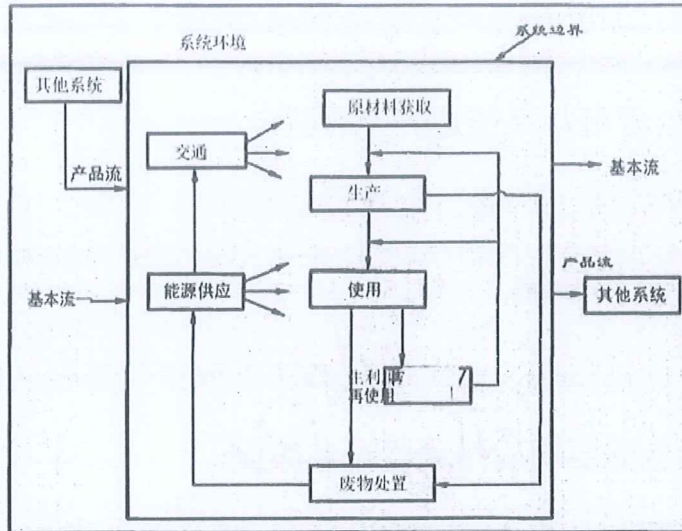 系统环境
系统边界
其他系统
原材料获取
交通
产品流
基本流
生产
能源供应
使用
基本流
产品流
其他系统
再使用
废物处置